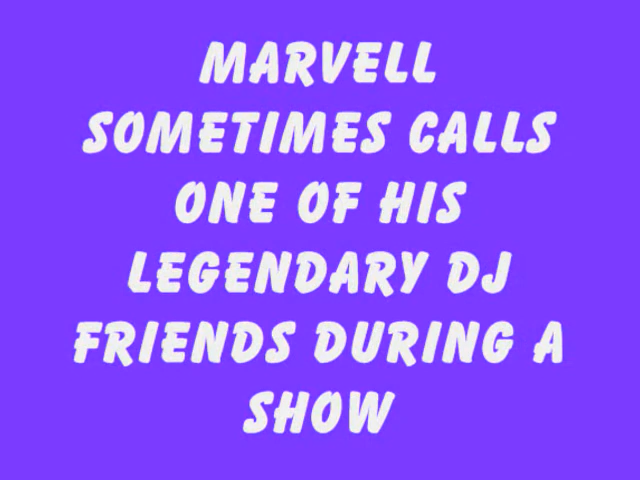 MARVELL
SOMETIMES CALLS
ONE OF HIS
LEGENDARY DJ
FRIENDS DURING A
SHOW